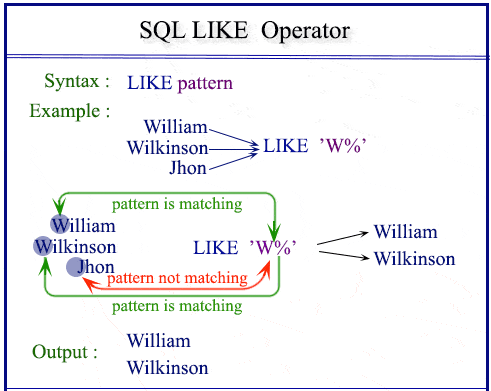 SQL LIKE Operator
Syntax : LIKE pattern
Example :
William
Wilkinson LIKE ’W%’
Jhon
pattern is matching
William
Wilkinson LIKE ’W%’
Jhon
William
Wilkinson
pattern not matching
pattern is matching
Output : William
Wilkinson